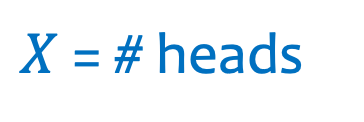 X = # heads